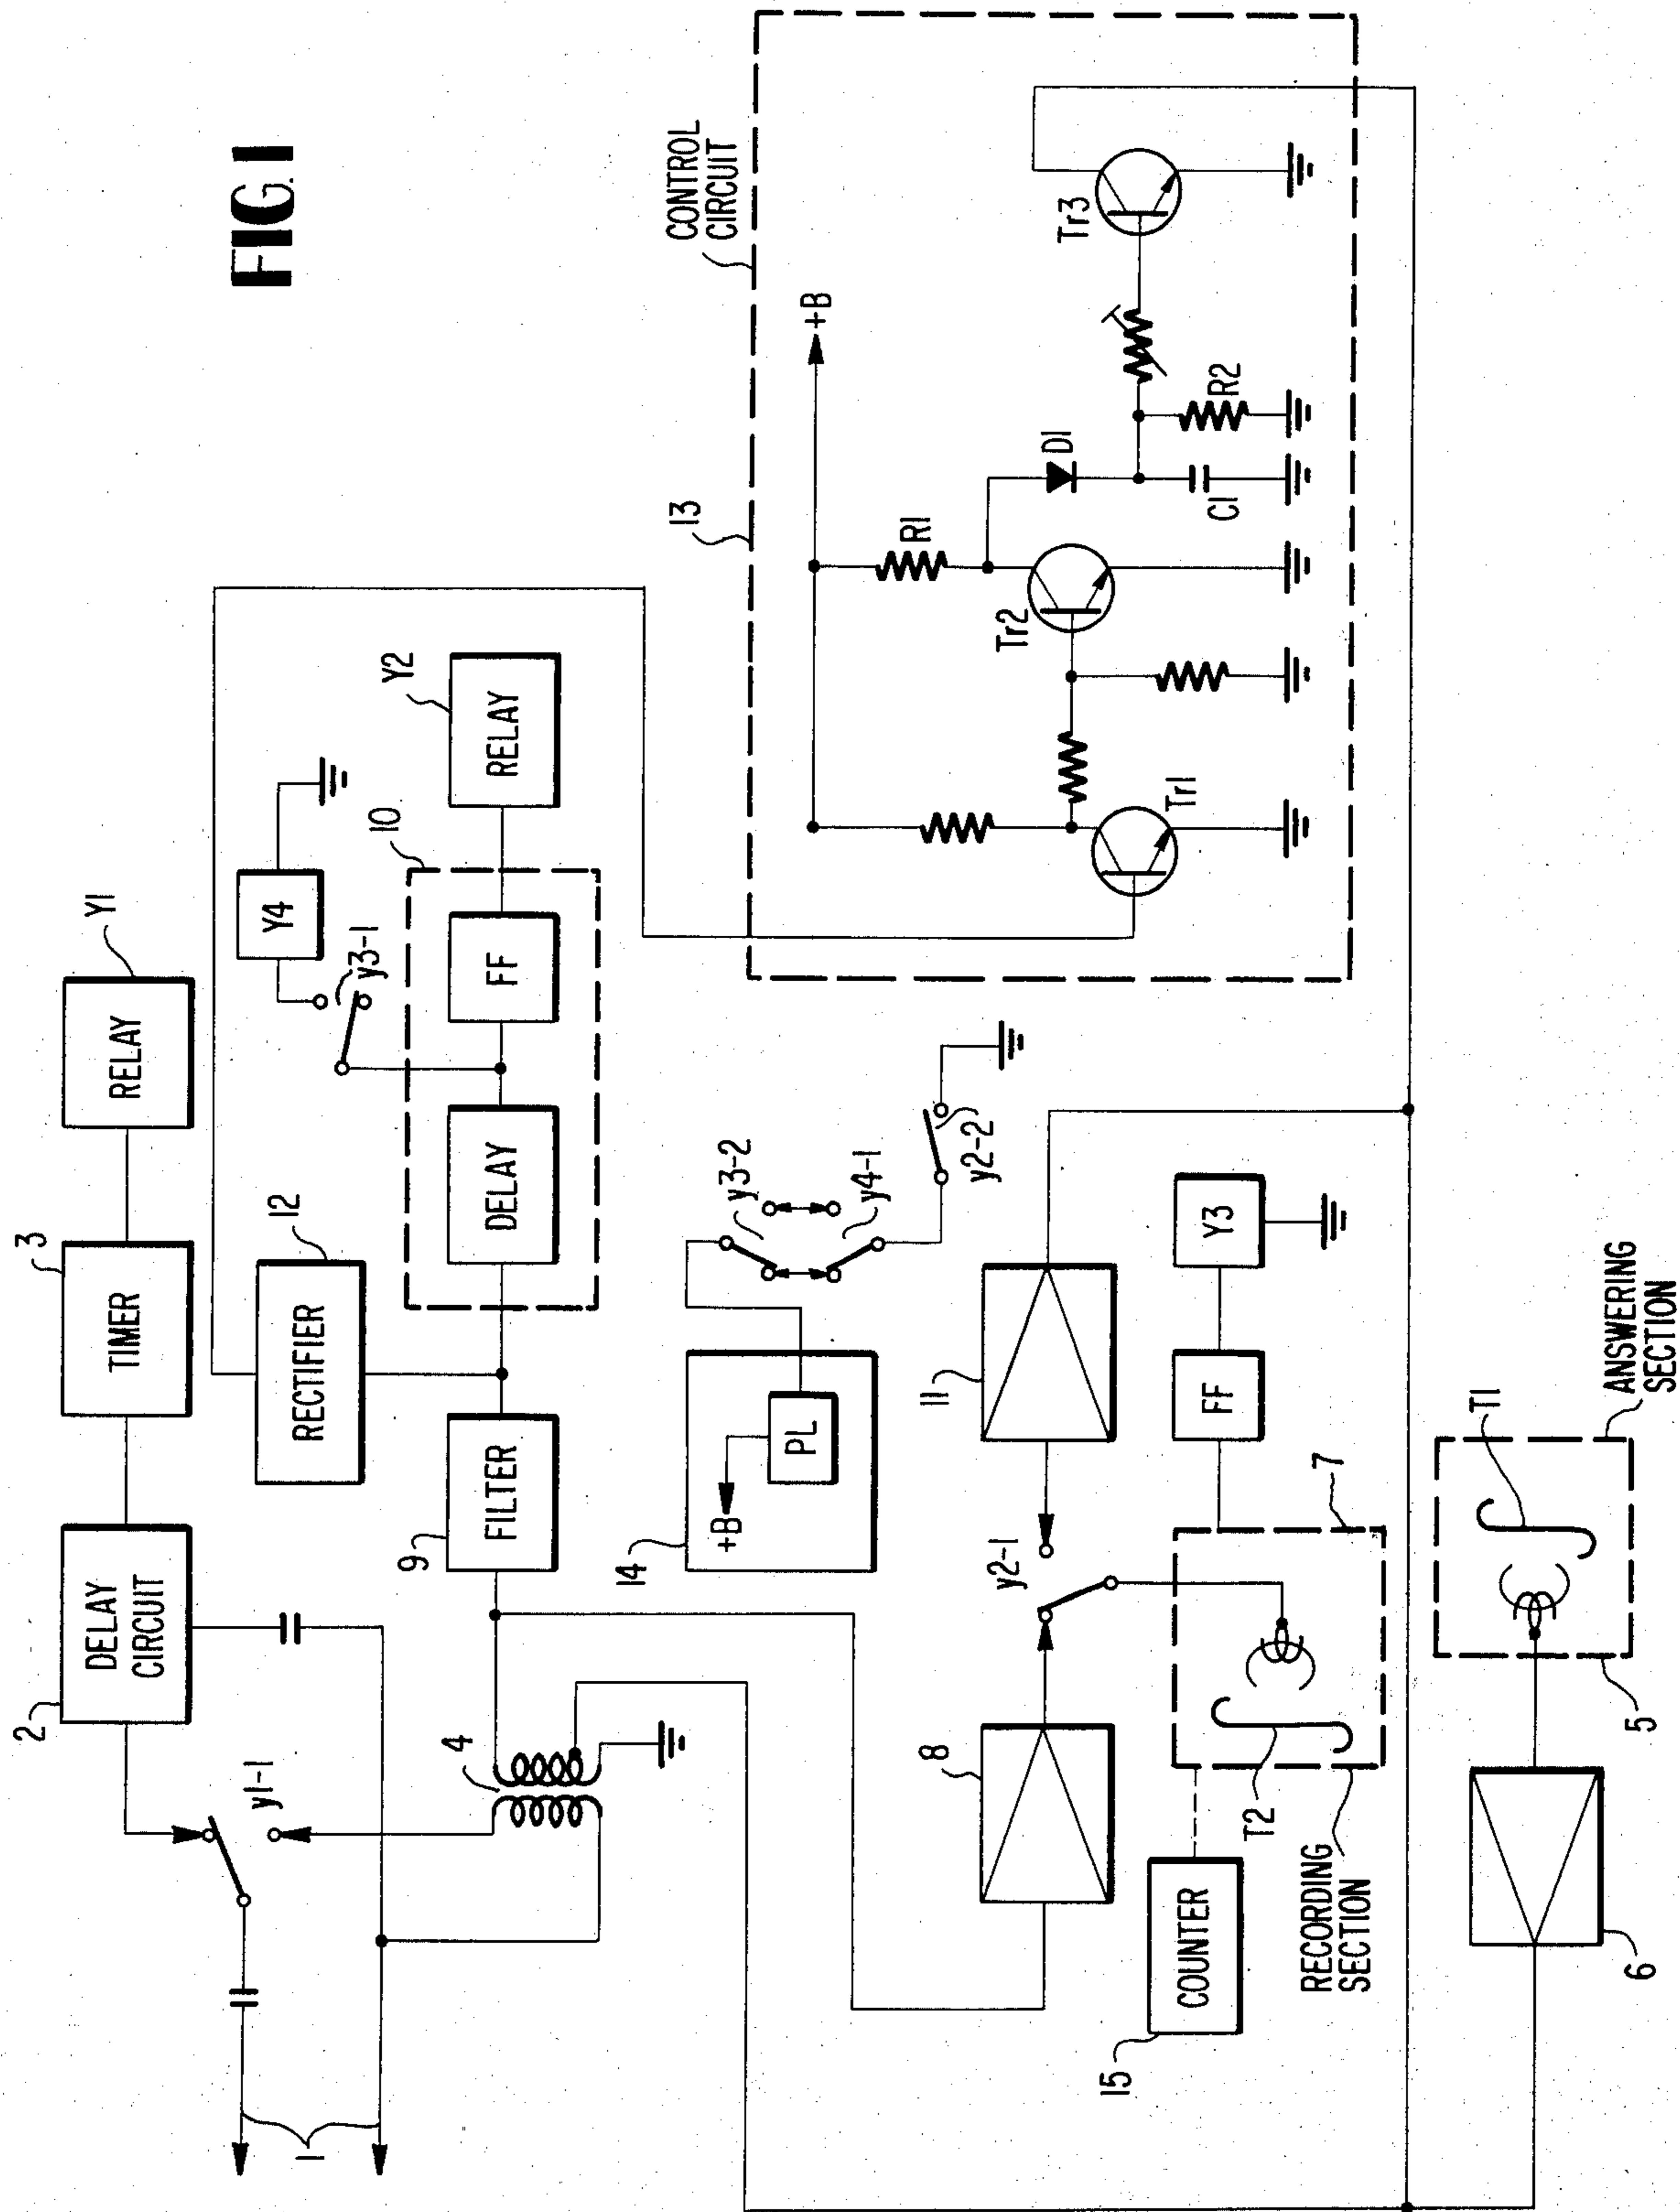 FIG. 1
CONTROL
CIRCUIT
13
+B
R1
D1
C1
R2
Tr1
Tr2
Tr3
Y1
RELAY
3
TIMER
2
DELAY
CIRCUIT
y1-1
1
12
RECTIFIER
Y4
y3-1
10
Y2
RELAY
FF
DELAY
9
FILTER
4
14
+B
PL
y3-2
y4-1
y2-2
11
y2-1
8
Y3
FF
7
T2
RECORDING
SECTION
COUNTER
15
ANSWERING
SECTION
T1
5
6